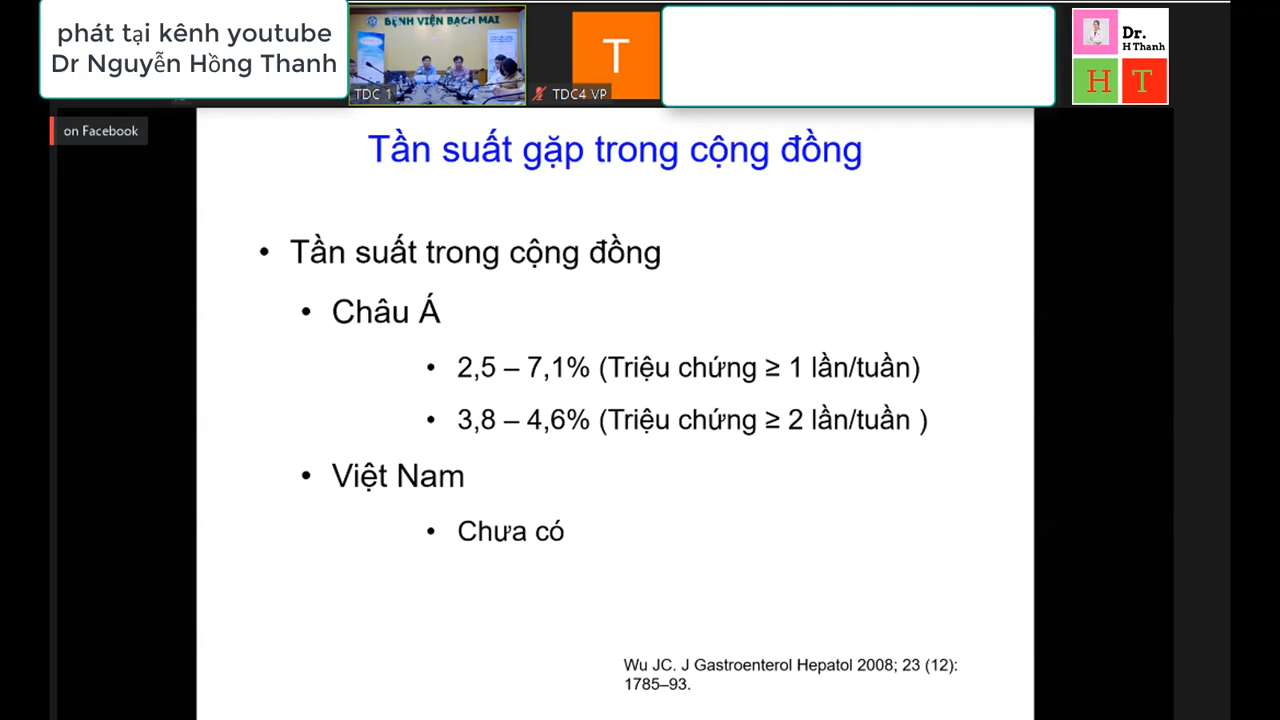 phát tại kênh youtube
Dr Nguyễn Hồng Thanh
BỆNH VIỆN BẠCH MAI
TDC 1
T
TDC4 VP
Dr.
H Thanh
H T
on Facebook
Tần suất gặp trong cộng đồng
• Tần suất trong cộng đồng
• Châu Á
• 2,5 – 7,1% (Triệu chứng ≥ 1 lần/tuần)
• 3,8 – 4,6% (Triệu chứng ≥ 2 lần/tuần )
• Việt Nam
• Chưa có
Wu JC. J Gastroenterol Hepatol 2008; 23 (12):
1785–93.